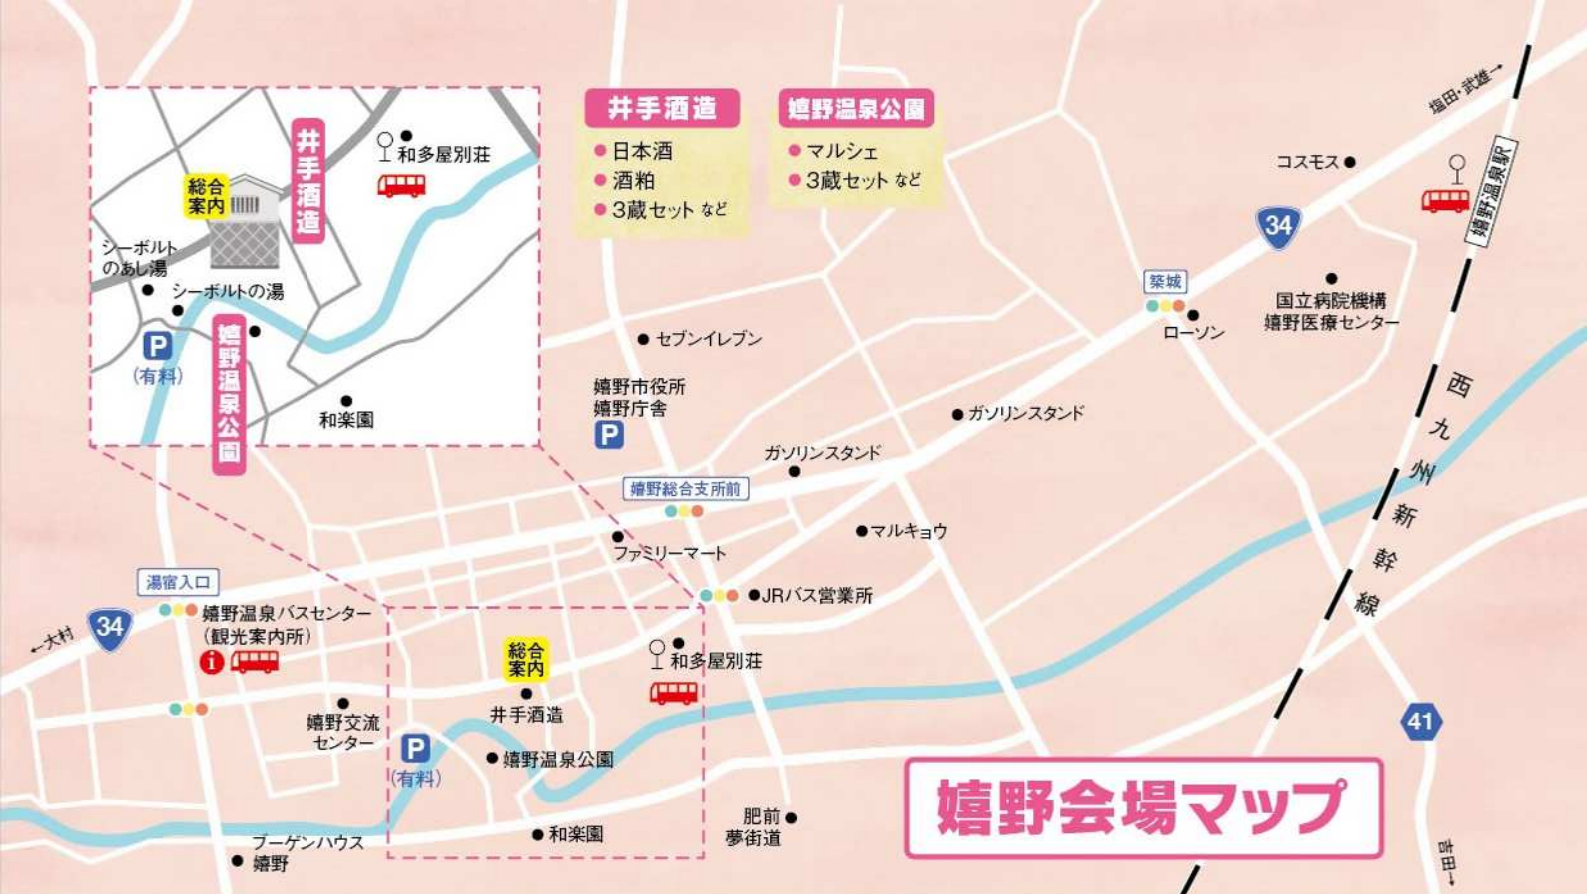 井手酒造
総合
案内
和多屋別荘
シーボルト
のあし湯
シーボルトの湯
P
(有料)
嬉野温泉公園
和楽園
井手酒造
日本酒
酒粕
3蔵セット など
嬉野温泉公園
マルシェ
3蔵セット など
塩田・武雄→
コスモス
嬉野温泉駅
34
築城
ローソン
国立病院機構
嬉野医療センター
西九州新幹線
セブンイレブン
嬉野市役所
嬉野庁舎
P
ガソリンスタンド
ガソリンスタンド
嬉野総合支所前
マルキョウ
ファミリーマート
JRバス営業所
湯宿入口
34
←大村
嬉野温泉バスセンター
(観光案内所)
i
総合
案内
井手酒造
和多屋別荘
嬉野交流
センター
P
(有料)
嬉野温泉公園
和楽園
肥前
夢街道
ブーゲンハウス
嬉野
41
吉田→
嬉野会場マップ